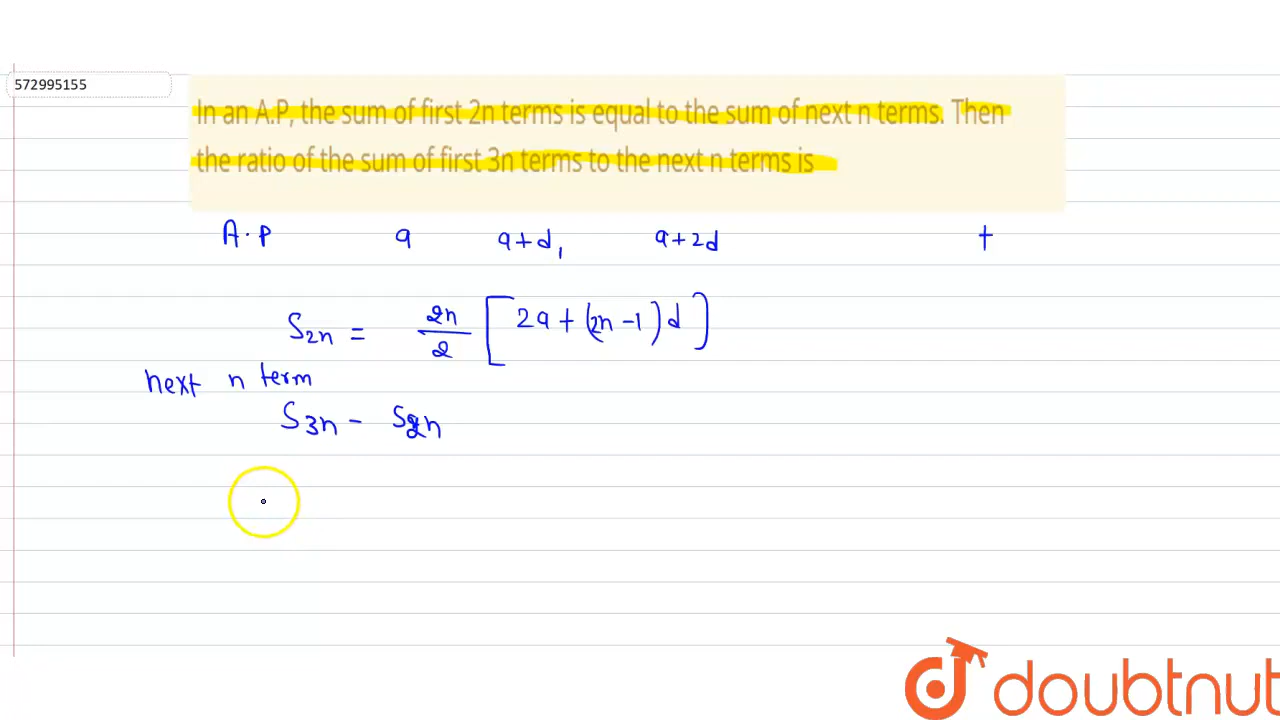 572995155
In an A.P, the sum of first 2n terms is equal to the sum of next n terms. Then
the ratio of the sum of first 3n terms to the next n terms is
A.P a a+d, a+2d t
S2n = 2n/2 [2a+(2n-1)d]
next n term
S3n - S2n
doubtnut